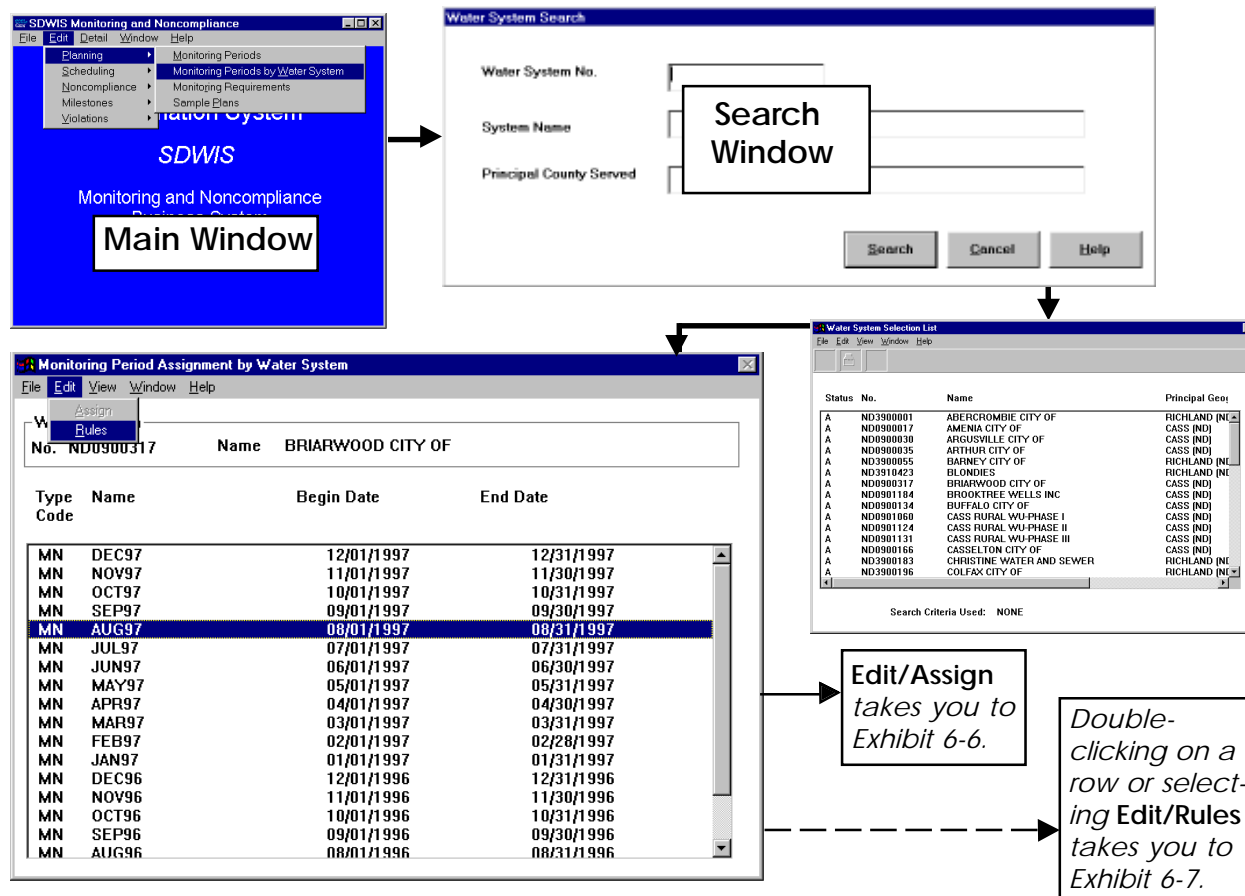 SDWIS Monitoring and Noncompliance
File Edit Detail Window Help
Planning
Scheduling
Noncompliance
Milestones
Violations
Monitoring Periods
Monitoring Periods by Water System
Monitoring Requirements
Sample Plans
System
SDWIS
Monitoring and Noncompliance
Main Window
Water System Search
Water System No.
System Name
Principal County Served
Search
Window
Search Cancel Help
Water System Selection List
File Edit View Window Help
Status No. Name Principal Geog
A ND3900001 ABERCROMBIE CITY OF RICHLAND (ND
A ND0900017 AMENIA CITY OF CASS (ND)
A ND0900030 ARGUSVILLE CITY OF CASS (ND)
A ND0900035 ARTHUR CITY OF CASS (ND)
A ND3900055 BARNEY CITY OF RICHLAND (ND
A ND3910423 BLONDIES RICHLAND (ND
A ND0900317 BRIARWOOD CITY OF CASS (ND)
A ND0901184 BROOKTREE WELLS INC CASS (ND)
A ND0900134 BUFFALO CITY OF CASS (ND)
A ND0901060 CASS RURAL WU-PHASE I CASS (ND)
A ND0901124 CASS RURAL WU-PHASE II CASS (ND)
A ND0901131 CASS RURAL WU-PHASE III CASS (ND)
A ND0900166 CASSELTON CITY OF CASS (ND)
A ND3900183 CHRISTINE WATER AND SEWER RICHLAND (ND
A ND3900196 COLFAX CITY OF RICHLAND (ND
Search Criteria Used: NONE
Monitoring Period Assignment by Water System
File Edit View Window Help
Assign
Rules
No. ND0900317 Name BRIARWOOD CITY OF
Type Name Begin Date End Date
Code
MN DEC97 12/01/1997 12/31/1997
MN NOV97 11/01/1997 11/30/1997
MN OCT97 10/01/1997 10/31/1997
MN SEP97 09/01/1997 09/30/1997
MN AUG97 08/01/1997 08/31/1997
MN JUL97 07/01/1997 07/31/1997
MN JUN97 06/01/1997 06/30/1997
MN MAY97 05/01/1997 05/31/1997
MN APR97 04/01/1997 04/30/1997
MN MAR97 03/01/1997 03/31/1997
MN FEB97 02/01/1997 02/28/1997
MN JAN97 01/01/1997 01/31/1997
MN DEC96 12/01/1996 12/31/1996
MN NOV96 11/01/1996 11/30/1996
MN OCT96 10/01/1996 10/31/1996
MN SEP96 09/01/1996 09/30/1996
MN AUG96 08/01/1996 08/31/1996
Edit/Assign
takes you to
Exhibit 6-6.
Double-
clicking on a
row or select-
ing Edit/Rules
takes you to
Exhibit 6-7.